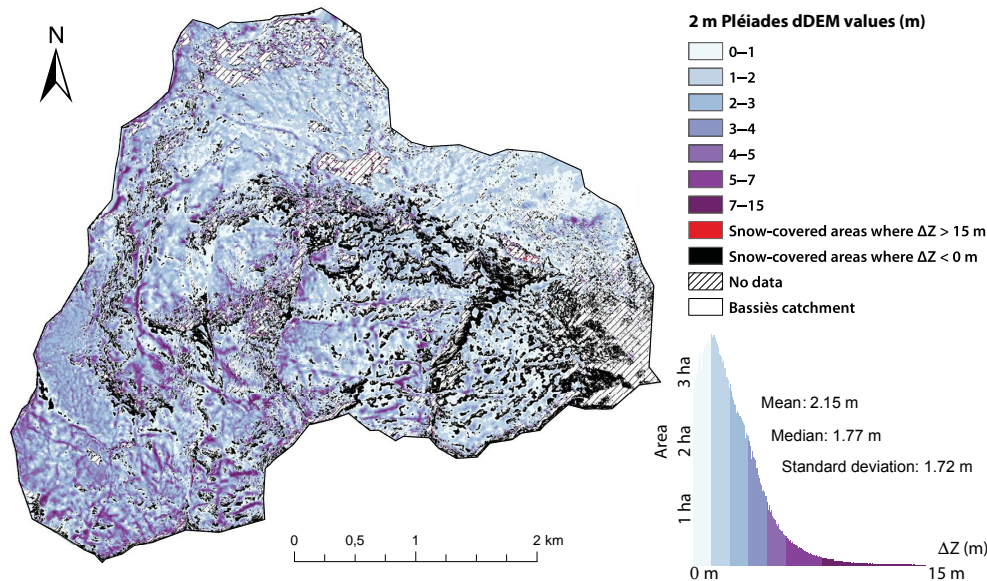 N
2 m Pléiades dDEM values (m)
0–1
1–2
2–3
3–4
4–5
5–7
7–15
Snow-covered areas where ΔZ > 15 m
Snow-covered areas where ΔZ < 0 m
No data
Bassiès catchment
Area
3 ha
2 ha
1 ha
Mean: 2.15 m
Median: 1.77 m
Standard deviation: 1.72 m
ΔZ (m)
0 m
15 m
0
0,5
1
2 km